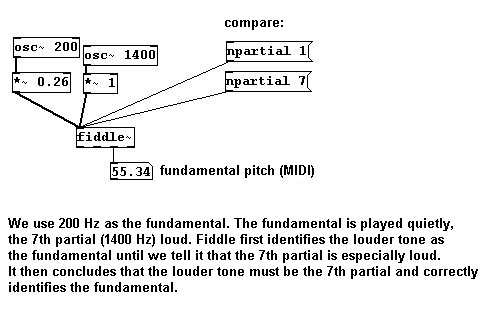 compare:
osc~ 200
osc~ 1400
npartial 1
*~ 0.26
*~ 1
npartial 7
fiddle~
55.34 fundamental pitch (MIDI)
We use 200 Hz as the fundamental. The fundamental is played quietly,
the 7th partial (1400 Hz) loud. Fiddle first identifies the louder tone as
the fundamental until we tell it that the 7th partial is especially loud.
It then concludes that the louder tone must be the 7th partial and correctly
identifies the fundamental.